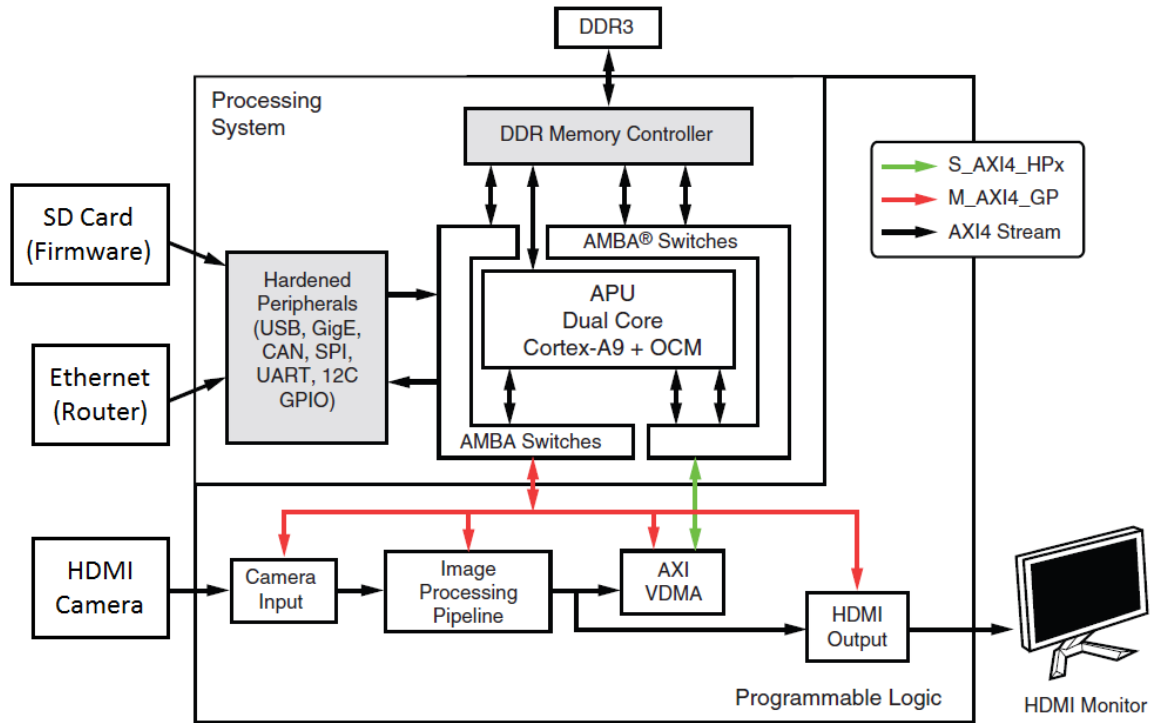 DDR3
Processing
System
DDR Memory Controller
S_AXI4_HPx
M_AXI4_GP
AXI4 Stream
SD Card
(Firmware)
AMBA® Switches
Hardened
Peripherals
(USB, GigE,
CAN, SPI,
UART, 12C
GPIO)
APU
Dual Core
Cortex-A9 + OCM
Ethernet
(Router)
AMBA Switches
HDMI
Camera
Camera
Input
Image
Processing
Pipeline
AXI
VDMA
HDMI
Output
Programmable Logic
HDMI Monitor